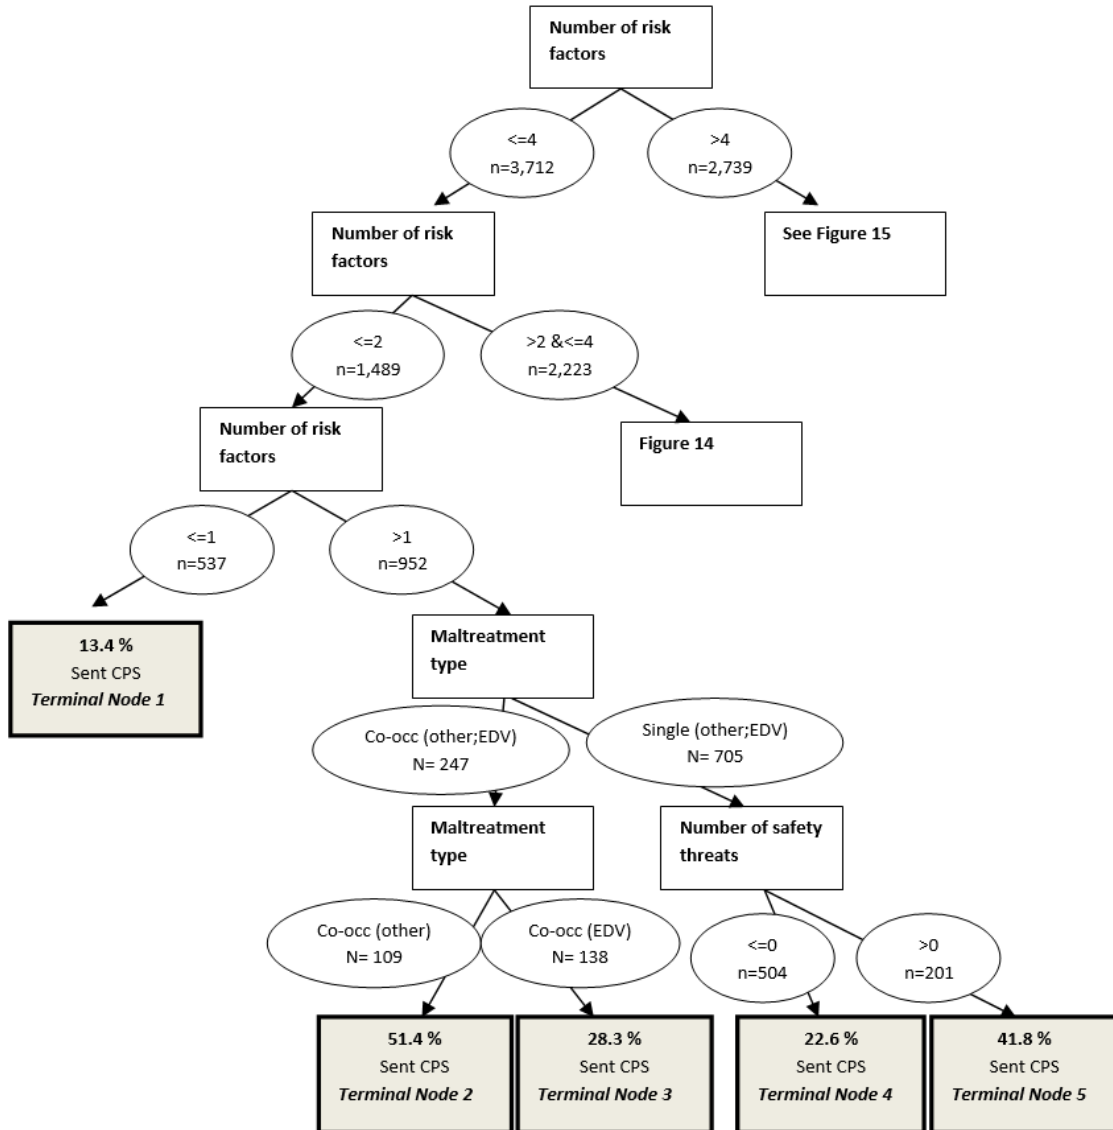 Number of risk
factors
<=4
n=3,712
>4
n=2,739
Number of risk
factors
See Figure 15
<=2
n=1,489
>2 &<=4
n=2,223
Number of risk
factors
Figure 14
<=1
n=537
>1
n=952
13.4 %
Sent CPS
Terminal Node 1
Maltreatment
type
Co-occ (other;EDV)
N= 247
Single (other;EDV)
N= 705
Maltreatment
type
Number of safety
threats
Co-occ (other)
N= 109
Co-occ (EDV)
N= 138
<=0
n=504
>0
n=201
51.4 %
Sent CPS
Terminal Node 2
28.3 %
Sent CPS
Terminal Node 3
22.6 %
Sent CPS
Terminal Node 4
41.8 %
Sent CPS
Terminal Node 5